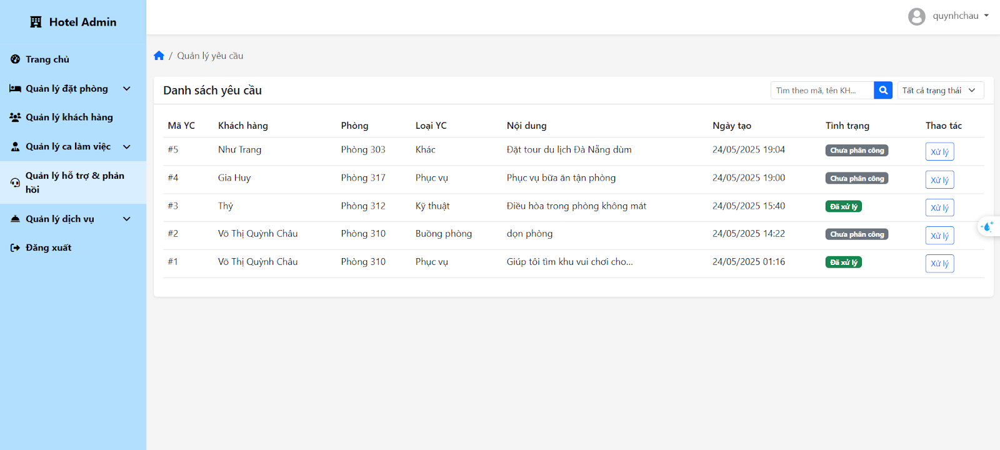 Hotel Admin
quynhchau
Trang chủ
Quản lý đặt phòng
Quản lý khách hàng
Quản lý ca làm việc
Quản lý hỗ trợ & phản
hồi
Quản lý dịch vụ
Đăng xuất
/ Quản lý yêu cầu
Danh sách yêu cầu
Tìm theo mã, tên KH...
Tất cả trạng thái
Mã YC Khách hàng Phòng Loại YC Nội dung Ngày tạo Tình trạng Thao tác
#5 Như Trang Phòng 303 Khác Đặt tour du lịch Đà Nẵng dùm 24/05/2025 19:04 Chưa phân công Xử lý
#4 Gia Huy Phòng 317 Phục vụ Phục vụ bữa ăn tận phòng 24/05/2025 19:00 Chưa phân công Xử lý
#3 Thỷ Phòng 312 Kỹ thuật Điều hòa trong phòng không mát 24/05/2025 15:40 Đã xử lý Xử lý
#2 Võ Thị Quỳnh Châu Phòng 310 Buồng phòng dọn phòng 24/05/2025 14:22 Chưa phân công Xử lý
#1 Võ Thị Quỳnh Châu Phòng 310 Phục vụ Giúp tôi tìm khu vui chơi cho... 24/05/2025 01:16 Đã xử lý Xử lý